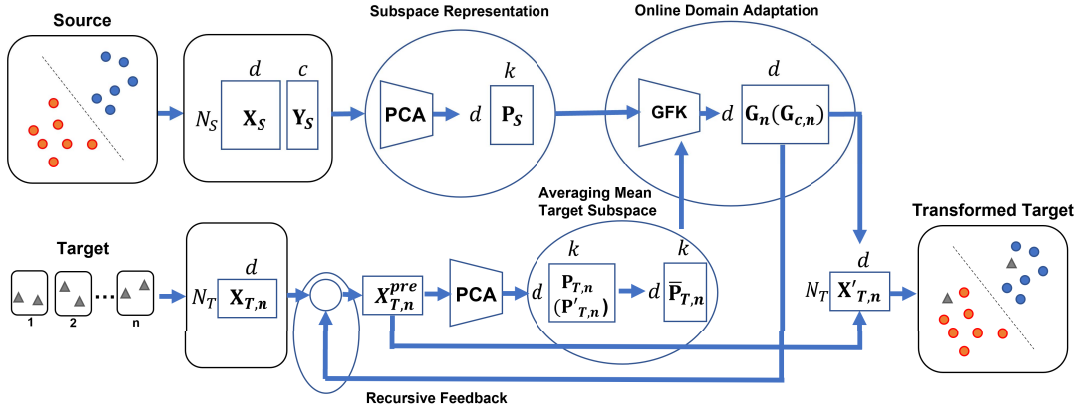 Source
Subspace Representation
Online Domain Adaptation
N_S
d
c
X_S
Y_S
PCA
d
k
P_S
GFK
d
d
G_n(G_{c,n})
Averaging Mean
Target Subspace
Target
1
2
...
n
N_T
d
X_{T,n}
X^{pre}_{T,n}
PCA
d
k
P_{T,n}
(P'_{T,n})
d
k
P̅_{T,n}
Recursive Feedback
d
N_T
X'_{T,n}
Transformed Target